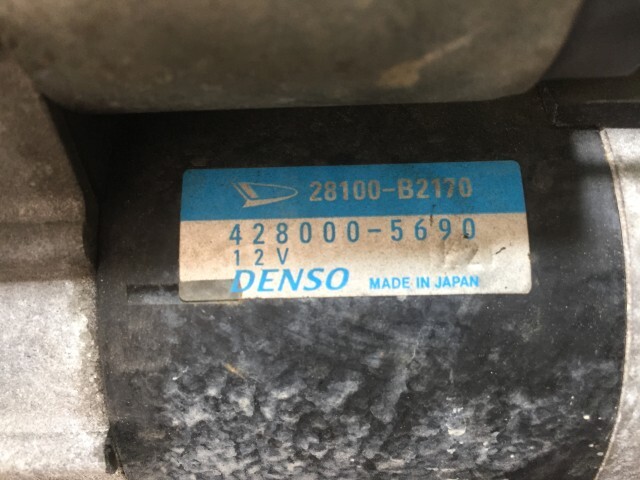 28100-B2170
428000-5690
12V
DENSO MADE IN JAPAN